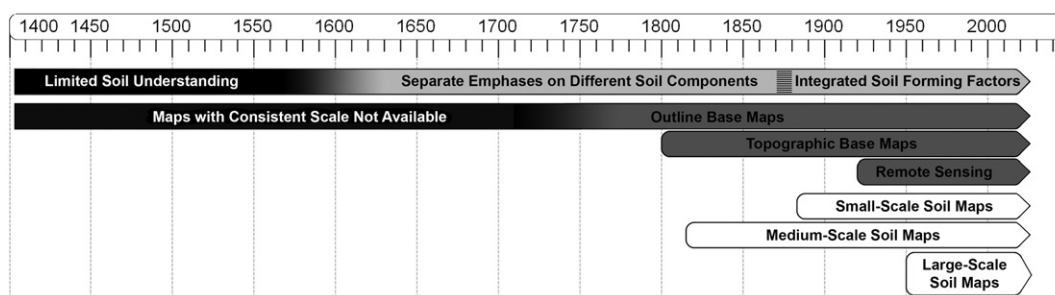 1400 1450 1500 1550 1600 1650 1700 1750 1800 1850 1900 1950 2000
Limited Soil Understanding Separate Emphases on Different Soil Components Integrated Soil Forming Factors
Maps with Consistent Scale Not Available Outline Base Maps
Topographic Base Maps
Remote Sensing
Small-Scale Soil Maps
Medium-Scale Soil Maps
Large-Scale
Soil Maps